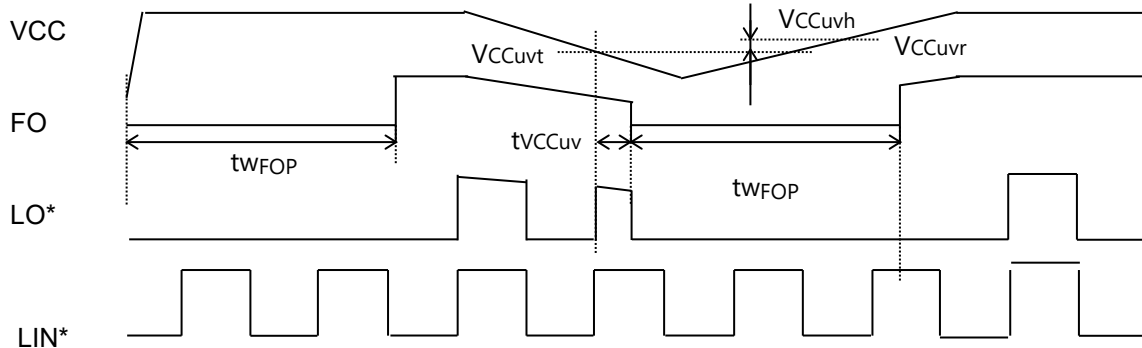 VCC
VCCuvh
VCCuvt
VCCuvr
FO
tVCCuv
twFOP
twFOP
LO*
LIN*